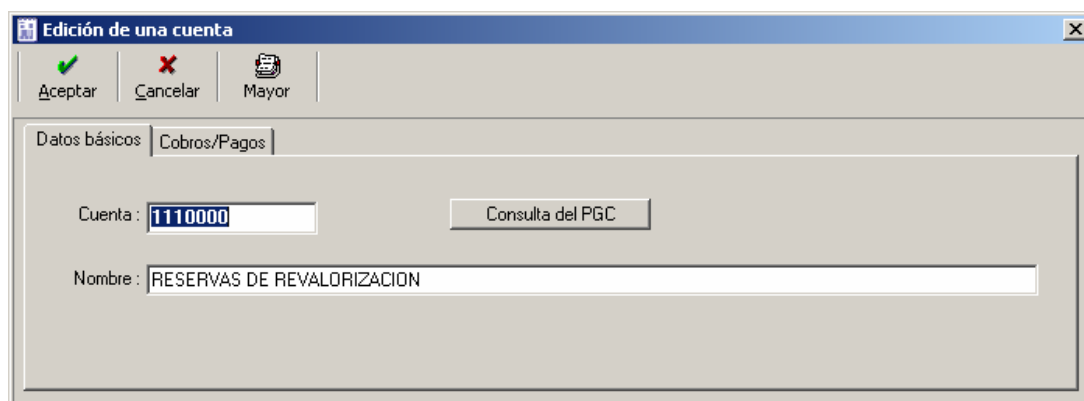 Edición de una cuenta
Aceptar Cancelar Mayor
Datos básicos Cobros/Pagos
Cuenta : 1110000 Consulta del PGC
Nombre : RESERVAS DE REVALORIZACION